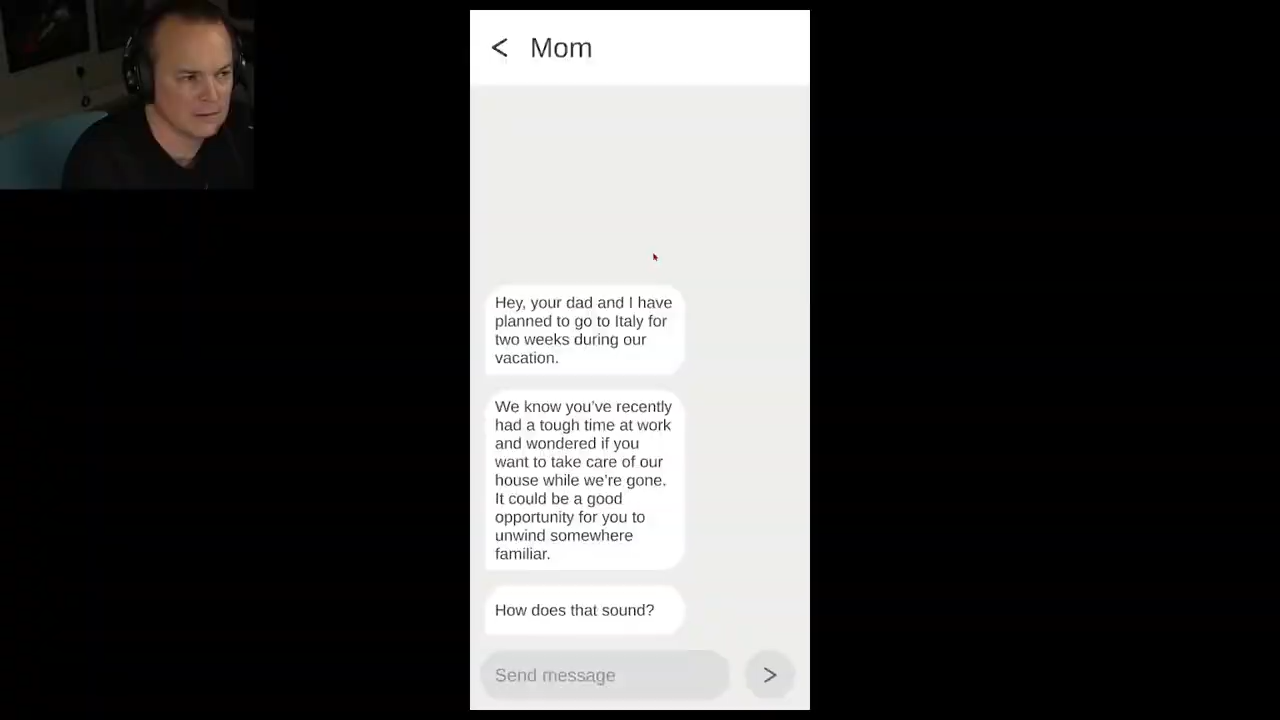 < Mom
Hey, your dad and I have
planned to go to Italy for
two weeks during our
vacation.
We know you’ve recently
had a tough time at work
and wondered if you
want to take care of our
house while we’re gone.
It could be a good
opportunity for you to
unwind somewhere
familiar.
How does that sound?
Send message >